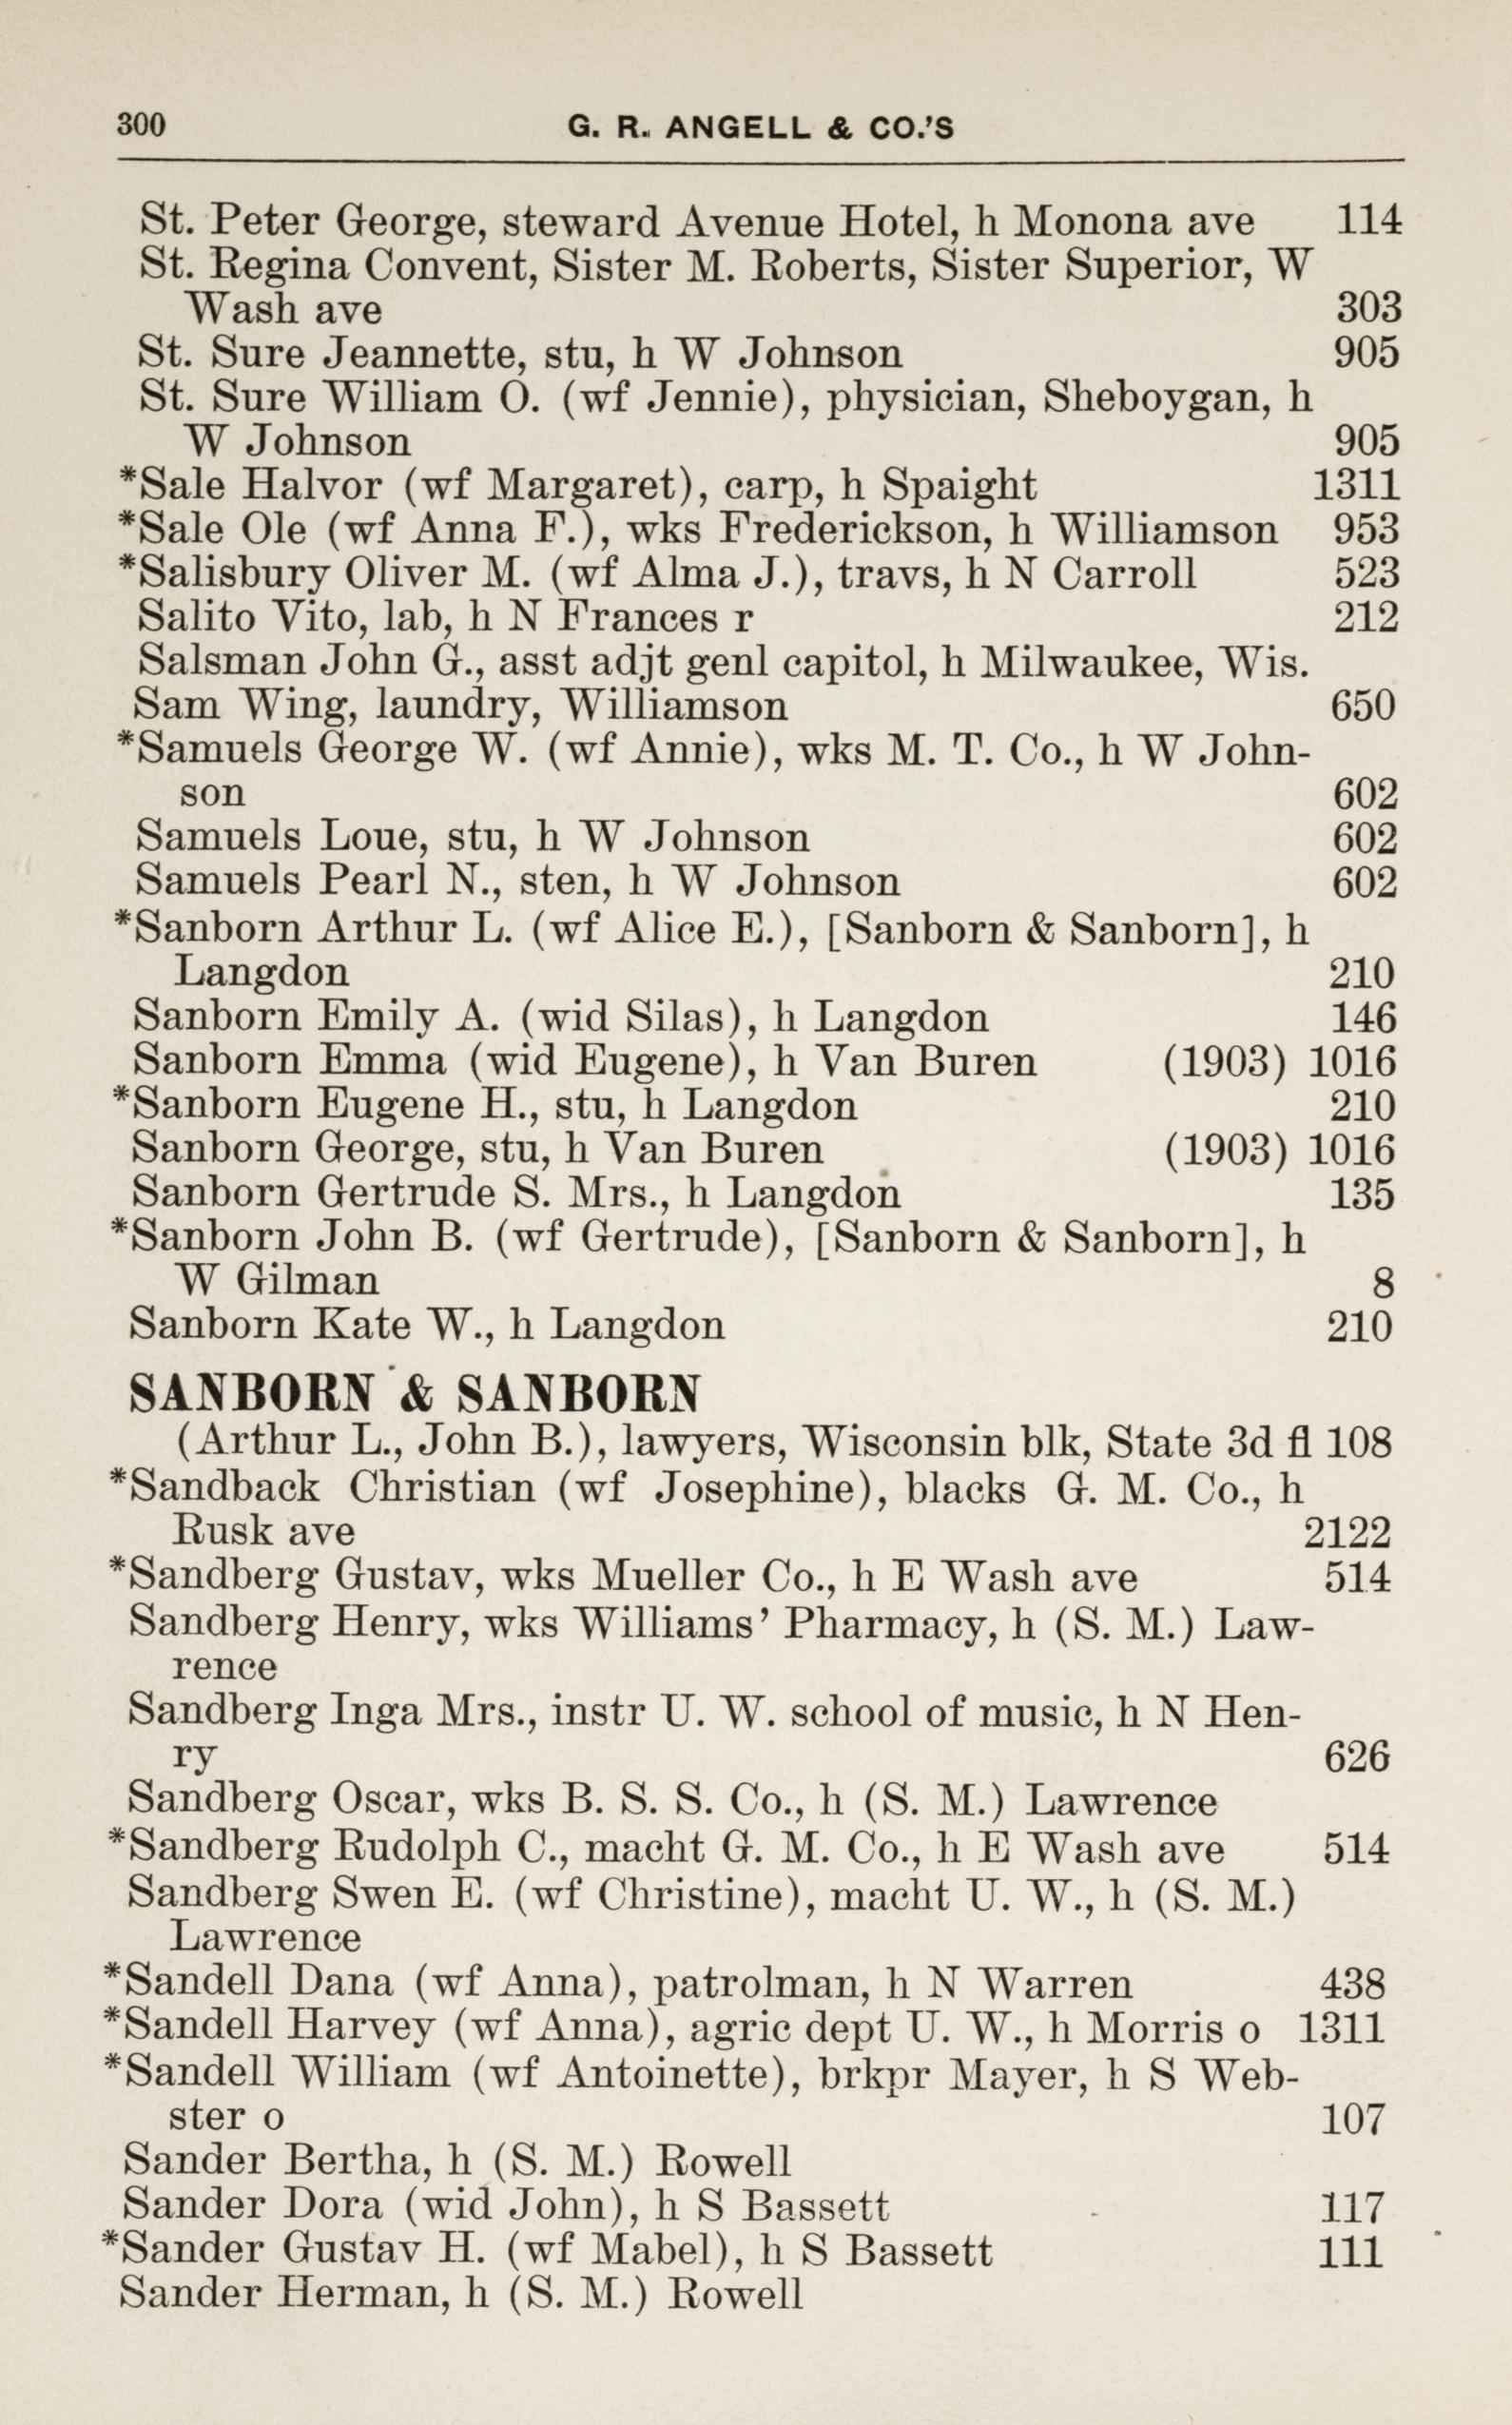 300
G. R. ANGELL & CO.'S
St. Peter George, steward Avenue Hotel, h Monona ave 114
St. Regina Convent, Sister M. Roberts, Sister Superior, W
Wash ave 303
St. Sure Jeannette, stu, h W Johnson 905
St. Sure William O. (wf Jennie), physician, Sheboygan, h
W Johnson 905
*Sale Halvor (wf Margaret), carp, h Spaight 1311
*Sale Ole (wf Anna F.), wks Frederickson, h Williamson 953
*Salisbury Oliver M. (wf Alma J.), travs, h N Carroll 523
Salito Vito, lab, h N Frances r 212
Salsman John G., asst adjt genl capitol, h Milwaukee, Wis.
Sam Wing, laundry, Williamson 650
*Samuels George W. (wf Annie), wks M. T. Co., h W John-
son 602
Samuels Loue, stu, h W Johnson 602
Samuels Pearl N., sten, h W Johnson 602
*Sanborn Arthur L. (wf Alice E.), [Sanborn & Sanborn], h
Langdon 210
Sanborn Emily A. (wid Silas), h Langdon 146
Sanborn Emma (wid Eugene), h Van Buren (1903) 1016
*Sanborn Eugene H., stu, h Langdon 210
Sanborn George, stu, h Van Buren (1903) 1016
Sanborn Gertrude S. Mrs., h Langdon 135
*Sanborn John B. (wf Gertrude), [Sanborn & Sanborn], h
W Gilman 8
Sanborn Kate W., h Langdon 210
SANBORN & SANBORN
(Arthur L., John B.), lawyers, Wisconsin blk, State 3d fl 108
*Sandback Christian (wf Josephine), blacks G. M. Co., h
Rusk ave 2122
*Sandberg Gustav, wks Mueller Co., h E Wash ave 514
Sandberg Henry, wks Williams' Pharmacy, h (S. M.) Law-
rence
Sandberg Inga Mrs., instr U. W. school of music, h N Hen-
ry 626
Sandberg Oscar, wks B. S. S. Co., h (S. M.) Lawrence
*Sandberg Rudolph C., macht G. M. Co., h E Wash ave 514
Sandberg Swen E. (wf Christine), macht U. W., h (S. M.)
Lawrence
*Sandell Dana (wf Anna), patrolman, h N Warren 438
*Sandell Harvey (wf Anna), agric dept U. W., h Morris o 1311
*Sandell William (wf Antoinette), brkpr Mayer, h S Web-
ster o 107
Sander Bertha, h (S. M.) Rowell
Sander Dora (wid John), h S Bassett 117
*Sander Gustav H. (wf Mabel), h S Bassett 111
Sander Herman, h (S. M.) Rowell